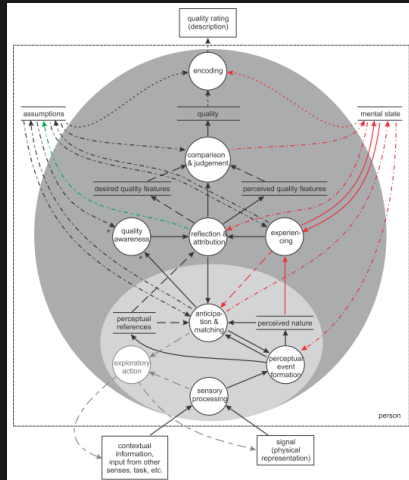 quality rating
(description)
encoding
assumptions
quality
mental state
comparison
& judgement
desired quality features
perceived quality features
quality
awareness
reflection &
attribution
experien-
cing
perceptual
references
anticipa-
tion &
matching
perceived nature
exploratory
action
perceptual
event
formation
sensory
processing
person
contextual
information,
input from other
senses, task, etc.
signal
(physical
representation)